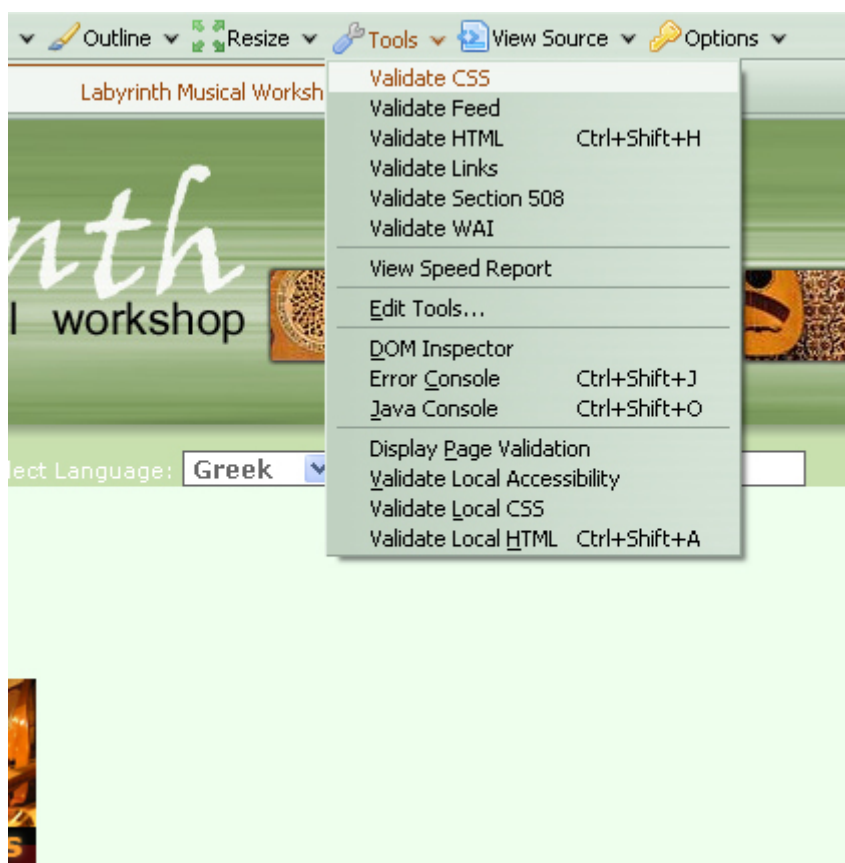 Outline Resize Tools View Source Options
Labyrinth Musical Worksh
Validate CSS
Validate Feed
Validate HTML Ctrl+Shift+H
Validate Links
Validate Section 508
Validate WAI
View Speed Report
Edit Tools...
DOM Inspector
Error Console Ctrl+Shift+J
Java Console Ctrl+Shift+O
Display Page Validation
Validate Local Accessibility
Validate Local CSS
Validate Local HTML Ctrl+Shift+A
nth
l workshop
lect Language: Greek
S